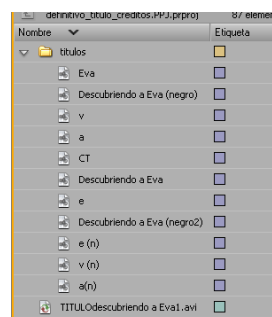 definitivo_titulo_creditos.PPJ.prproj 87 eleme
Nombre Etiqueta
titulos
Eva
Descubriendo a Eva (negro)
v
a
CT
Descubriendo a Eva
e
Descubriendo a Eva (negro2)
e (n)
v (n)
a(n)
TITULOdescubriendo a Eva1.avi